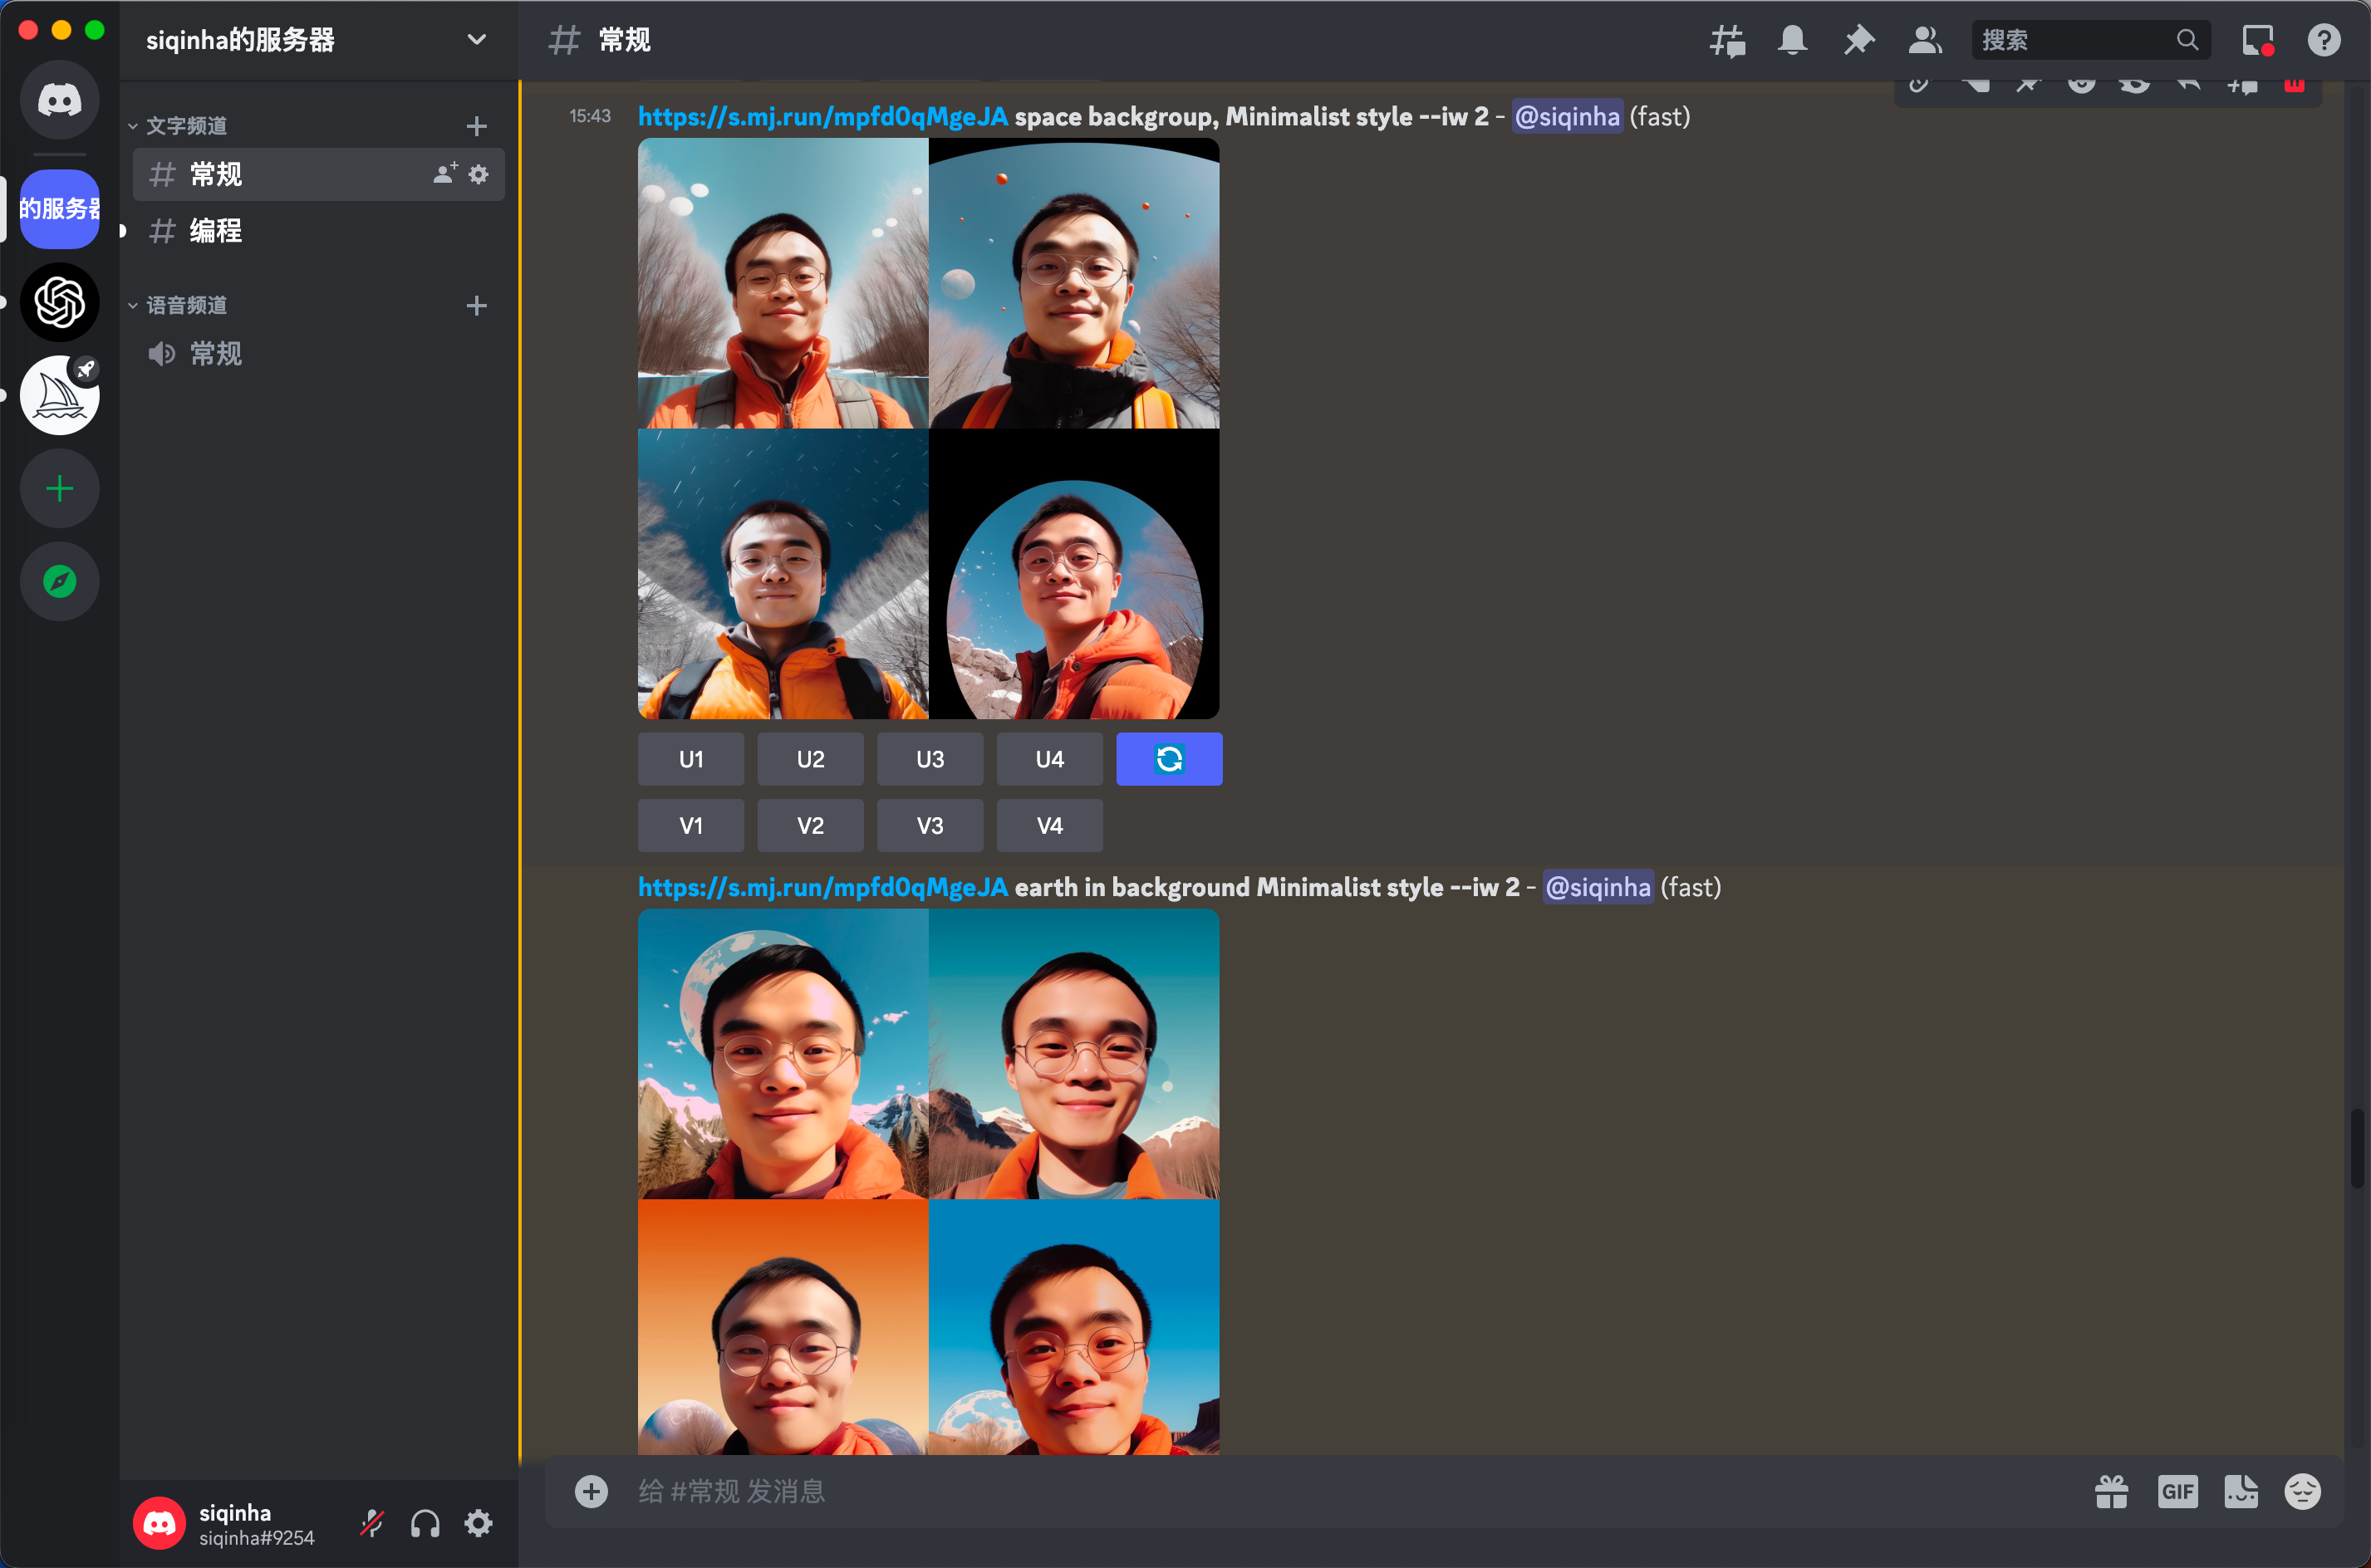 siqinha的服务器
的服务器
文字频道
常规
编程
语音频道
常规
siqinha
siqinha#9254
常规
搜索
15:43
https://s.mj.run/mpfd0qMgeJA space backgroup, Minimalist style --iw 2 - @siqinha (fast)
U1 U2 U3 U4
V1 V2 V3 V4
https://s.mj.run/mpfd0qMgeJA earth in background Minimalist style --iw 2 - @siqinha (fast)
给 #常规 发消息
GIF